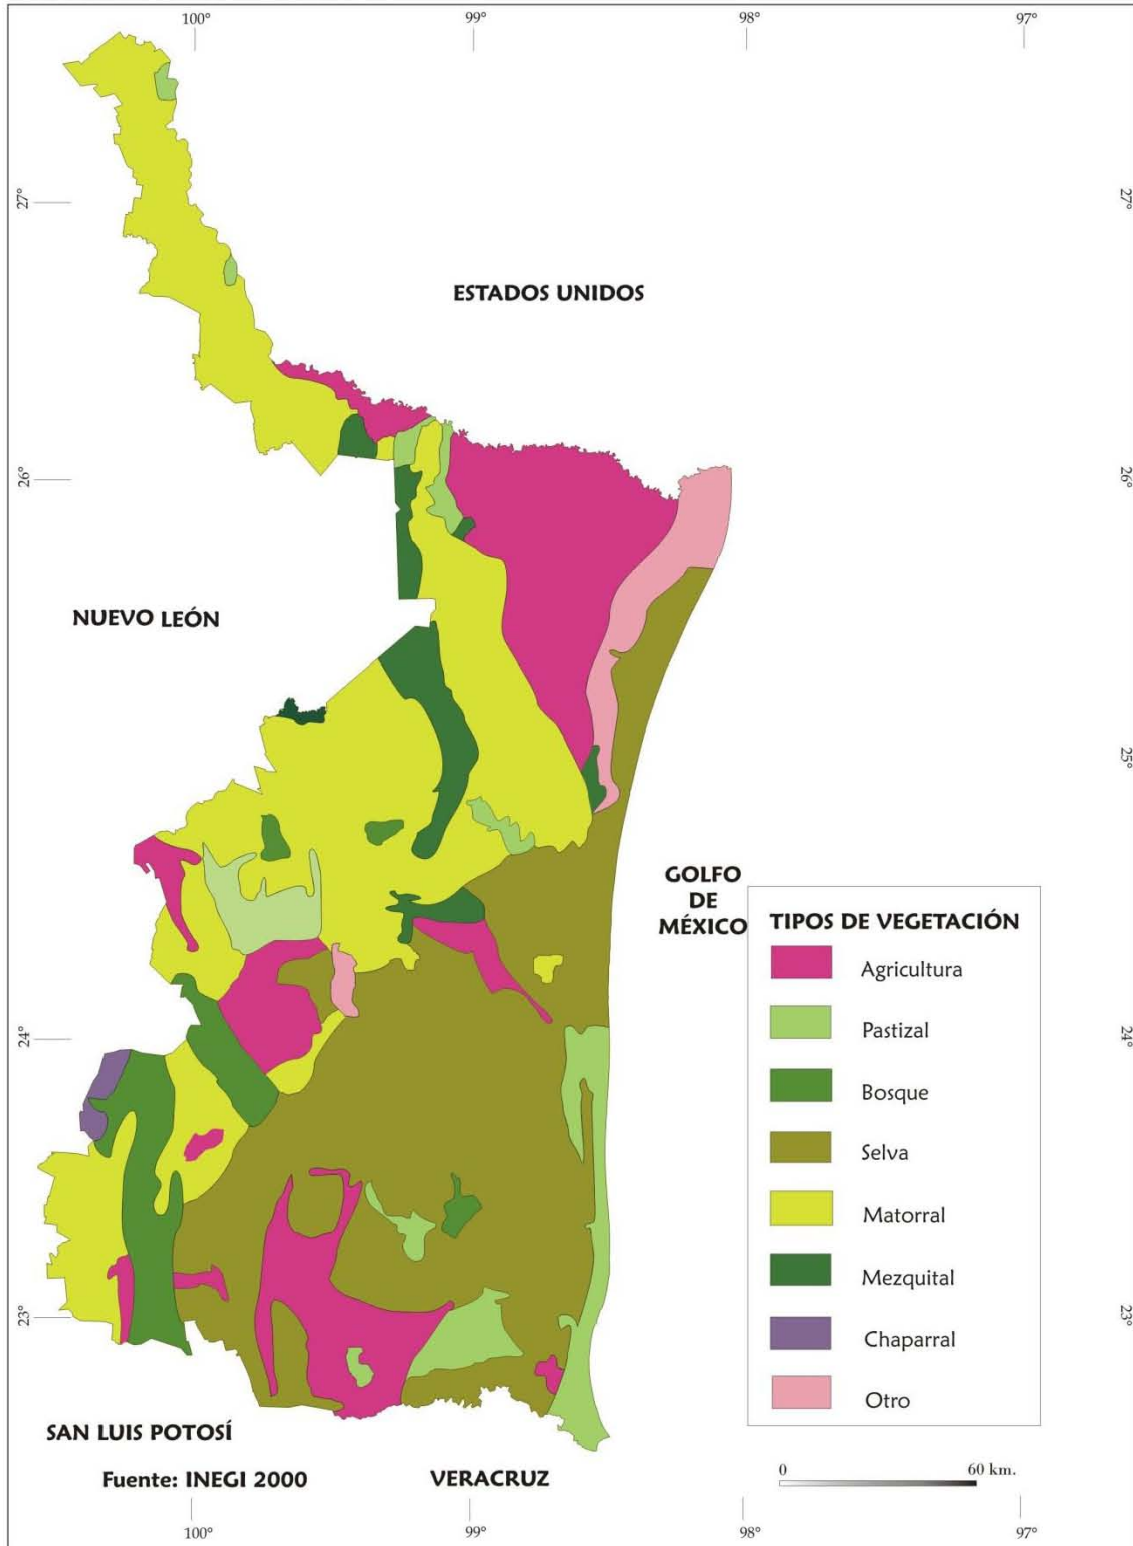 100°
99°
98°
97°
27°
27°
ESTADOS UNIDOS
26°
26°
NUEVO LEÓN
25°
GOLFO
DE
MÉXICO
TIPOS DE VEGETACIÓN
Agricultura
Pastizal
Bosque
Selva
Matorral
Mezquital
Chaparral
Otro
24°
24°
23°
23°
SAN LUIS POTOSÍ
Fuente: INEGI 2000
VERACRUZ
0 60 km.
100°
99°
98°
97°